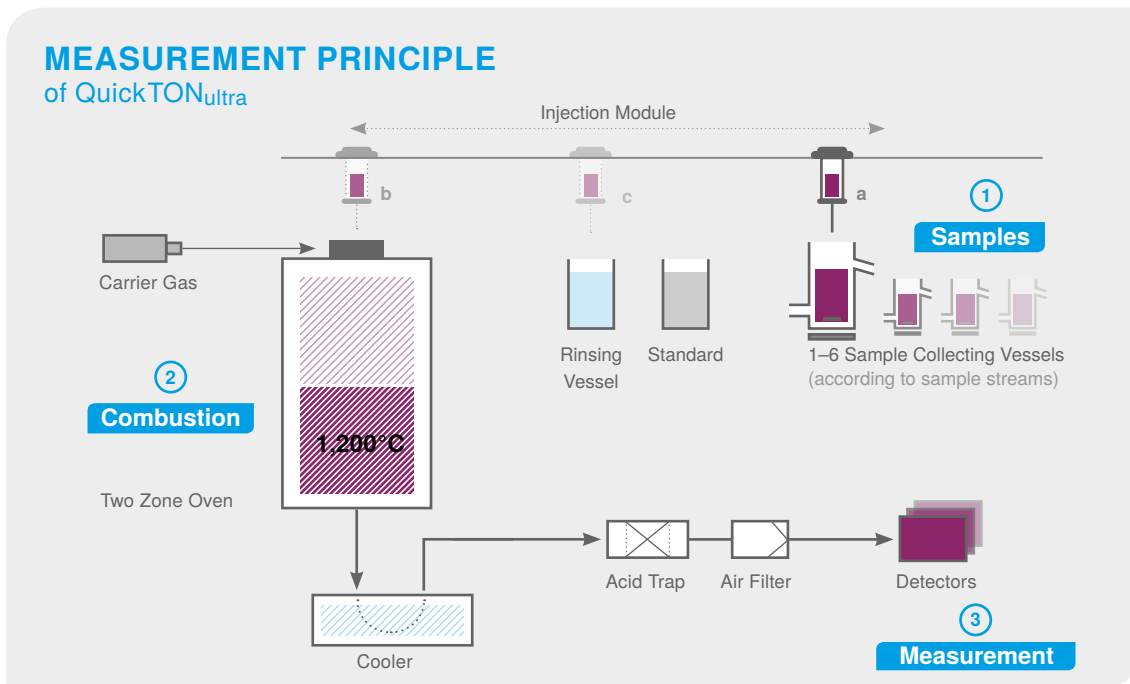 MEASUREMENT PRINCIPLE
of QuickTONultra
Injection Module
b
c
a
1
Samples
Carrier Gas
Rinsing
Vessel
Standard
1–6 Sample Collecting Vessels
(according to sample streams)
2
Combustion
1,200°C
Two Zone Oven
Acid Trap
Air Filter
Detectors
Cooler
3
Measurement